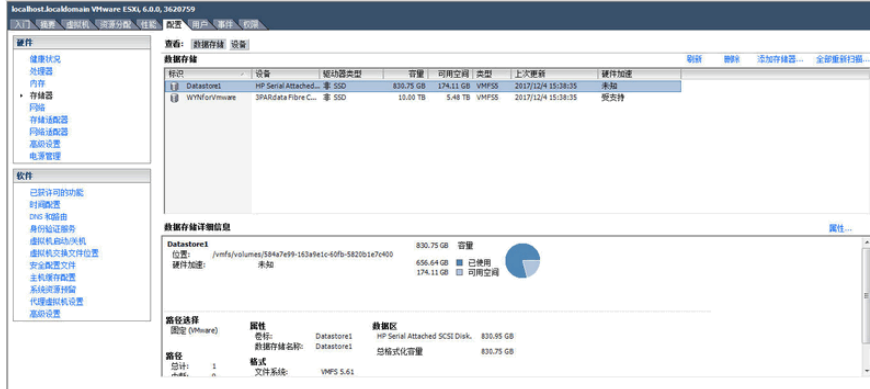 localhost.localdomain VMware ESXi, 6.0.0, 3620759
入门 摘要 虚拟机 资源分配 性能 配置 用户 事件 权限
硬件
健康状况
处理器
内存
存储器
网络
存储适配器
网络适配器
高级设置
电源管理
软件
已获许可的功能
时间配置
DNS 和路由
身份验证服务
虚拟机启动/关机
虚拟机交换文件位置
安全配置文件
主机缓存配置
系统资源预留
代理虚拟机设置
高级设置
查看: 数据存储 设备
数据存储 刷新 删除 添加存储器... 全部重新扫描...
标识 设备 驱动器类型 容量 可用空间 类型 上次更新 硬件加速
Datastore1 HP Serial Attached... 非 SSD 830.75 GB 174.11 GB VMFS5 2017/12/4 15:38:35 未知
WYNforVmware 3PARdata Fibre C... 非 SSD 10.00 TB 5.48 TB VMFS5 2017/12/4 15:38:35 受支持
数据存储详细信息 属性...
Datastore1 830.75 GB 容量
位置: /vmfs/volumes/584a7e99-163a9e1c-60fb-5820b1e7c400
硬件加速: 未知
656.64 GB 已使用
174.11 GB 可用空间
路径选择
固定 (VMware)
路径
总计: 1
属性
卷标: Datastore1
数据存储名称: Datastore1
格式
文件系统: VMFS 5.61
数据区
HP Serial Attached SCSI Disk. 830.95 GB
总格式化容量 830.75 GB